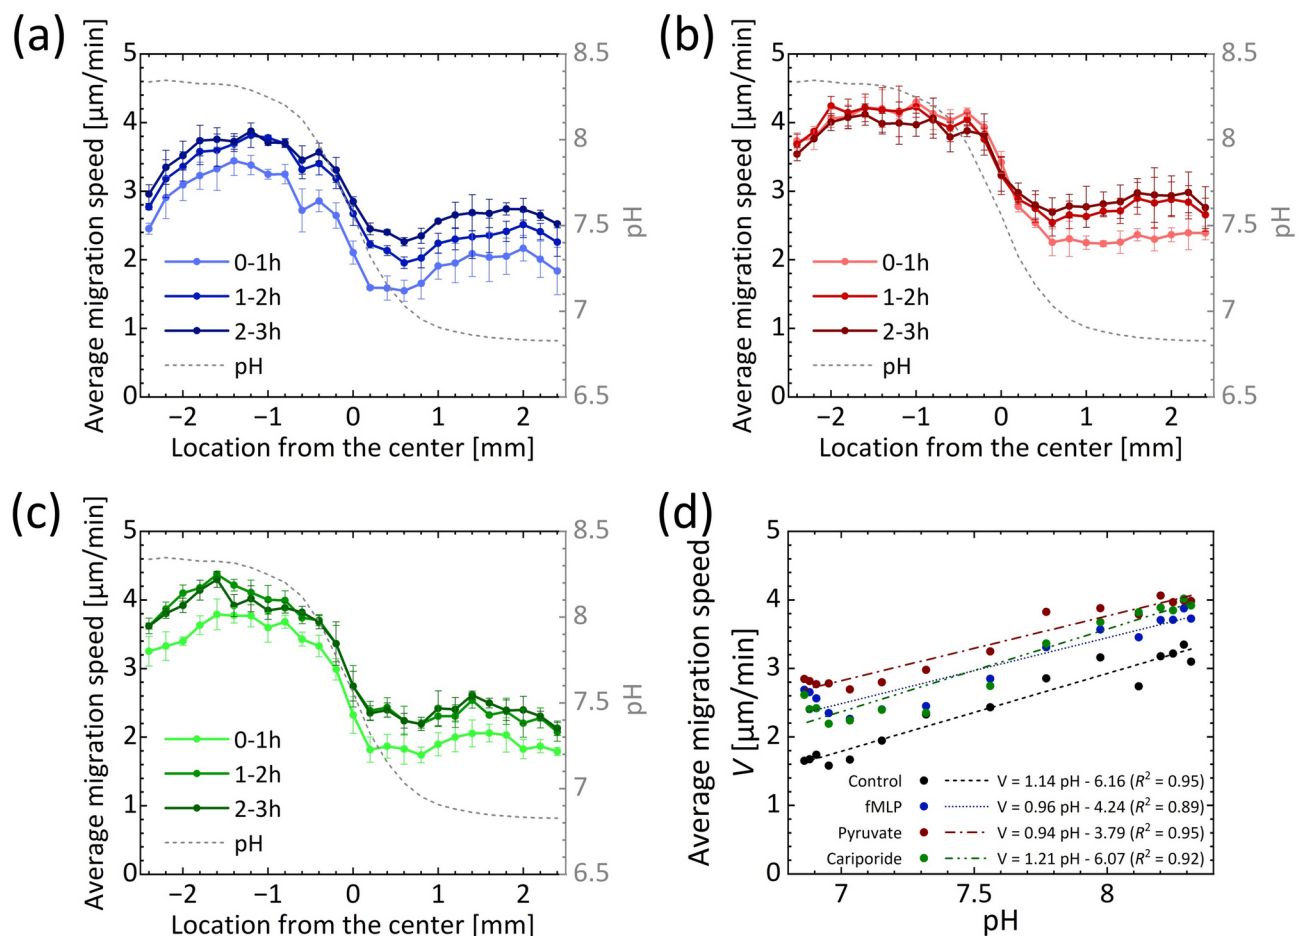 (a)
Average migration speed [μm/min]
5
4
3
2
1
0
8.5
8
7.5
7
6.5
pH
0-1h
1-2h
2-3h
pH
−2 −1 0 1 2
Location from the center [mm]
(b)
Average migration speed [μm/min]
5
4
3
2
1
0
8.5
8
7.5
7
6.5
pH
0-1h
1-2h
2-3h
pH
−2 −1 0 1 2
Location from the center [mm]
(c)
Average migration speed [μm/min]
5
4
3
2
1
0
8.5
8
7.5
7
6.5
pH
0-1h
1-2h
2-3h
pH
−2 −1 0 1 2
Location from the center [mm]
(d)
Average migration speed
V [μm/min]
5
4
3
2
1
0
Control V = 1.14 pH - 6.16 (R² = 0.95)
fMLP V = 0.96 pH - 4.24 (R² = 0.89)
Pyruvate V = 0.94 pH - 3.79 (R² = 0.95)
Cariporide V = 1.21 pH - 6.07 (R² = 0.92)
7 7.5 8
pH